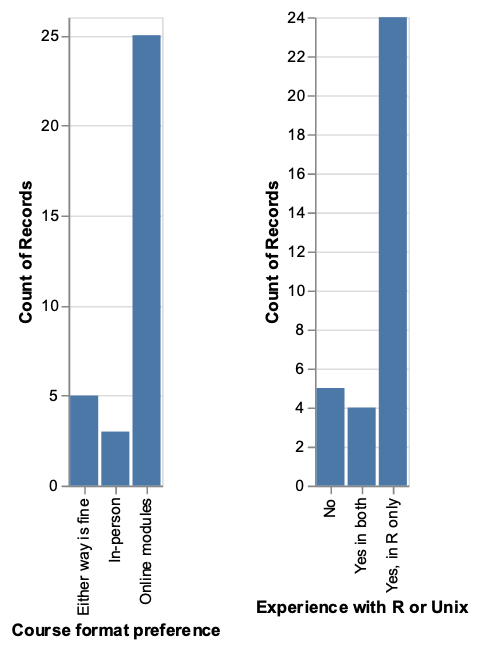 Count of Records
25
20
15
10
5
0
Either way is fine
In-person
Online modules
Course format preference
Count of Records
24
22
20
18
16
14
12
10
8
6
4
2
0
No
Yes in both
Yes, in R only
Experience with R or Unix